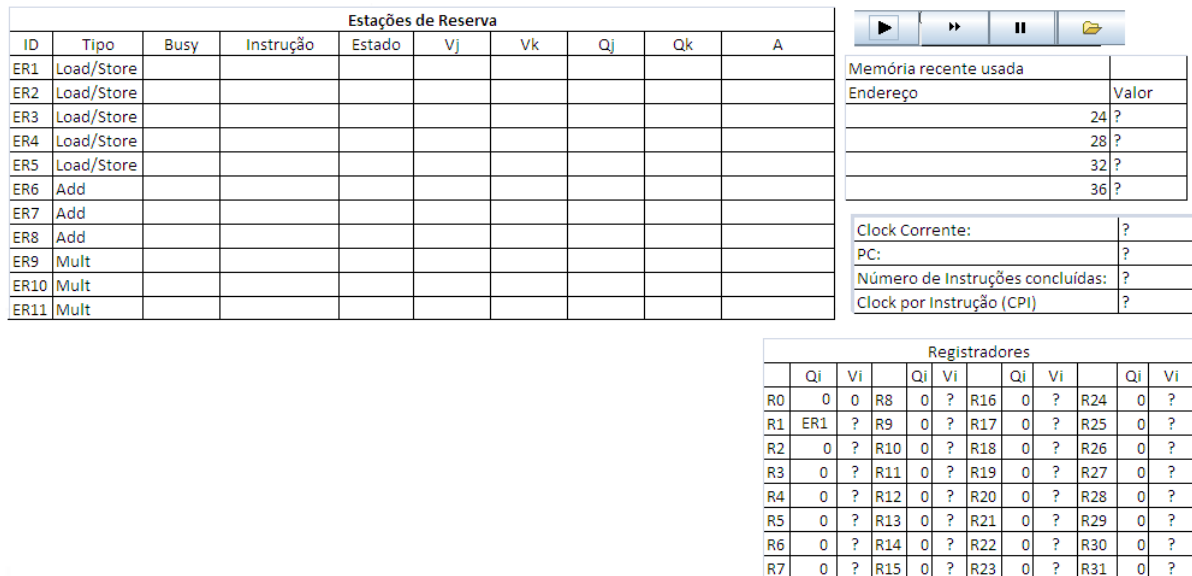 Estações de Reserva
ID Tipo Busy Instrução Estado Vj Vk Qj Qk A
ER1 Load/Store
ER2 Load/Store
ER3 Load/Store
ER4 Load/Store
ER5 Load/Store
ER6 Add
ER7 Add
ER8 Add
ER9 Mult
ER10 Mult
ER11 Mult
Memória recente usada
Endereço Valor
24 ?
28 ?
32 ?
36 ?
Clock Corrente: ?
PC: ?
Número de Instruções concluídas: ?
Clock por Instrução (CPI) ?
Registradores
Qi Vi Qi Vi Qi Vi Qi Vi
R0 0 0 R8 0 ? R16 0 ? R24 0 ?
R1 ER1 ? R9 0 ? R17 0 ? R25 0 ?
R2 0 ? R10 0 ? R18 0 ? R26 0 ?
R3 0 ? R11 0 ? R19 0 ? R27 0 ?
R4 0 ? R12 0 ? R20 0 ? R28 0 ?
R5 0 ? R13 0 ? R21 0 ? R29 0 ?
R6 0 ? R14 0 ? R22 0 ? R30 0 ?
R7 0 ? R15 0 ? R23 0 ? R31 0 ?